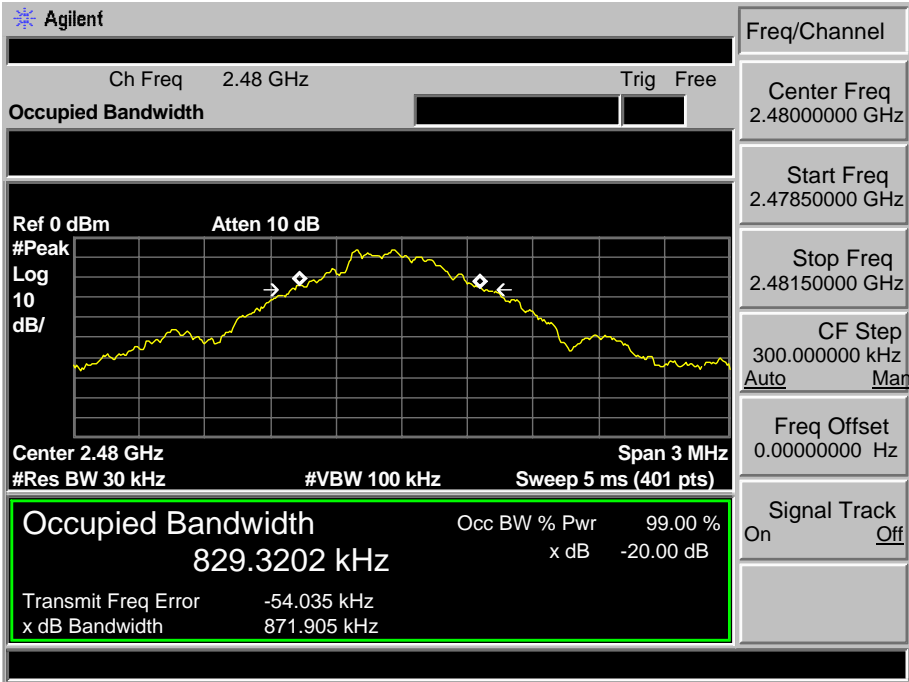 Agilent
Freq/Channel
Ch Freq 2.48 GHz Trig Free
Occupied Bandwidth
Center Freq
2.48000000 GHz
Start Freq
2.47850000 GHz
Stop Freq
2.48150000 GHz
CF Step
300.000000 kHz
Auto Man
Freq Offset
0.00000000 Hz
Signal Track
On Off
Ref 0 dBm Atten 10 dB
#Peak
Log
10
dB/
Center 2.48 GHz Span 3 MHz
#Res BW 30 kHz #VBW 100 kHz Sweep 5 ms (401 pts)
Occupied Bandwidth Occ BW % Pwr 99.00 %
829.3202 kHz x dB -20.00 dB
Transmit Freq Error -54.035 kHz
x dB Bandwidth 871.905 kHz